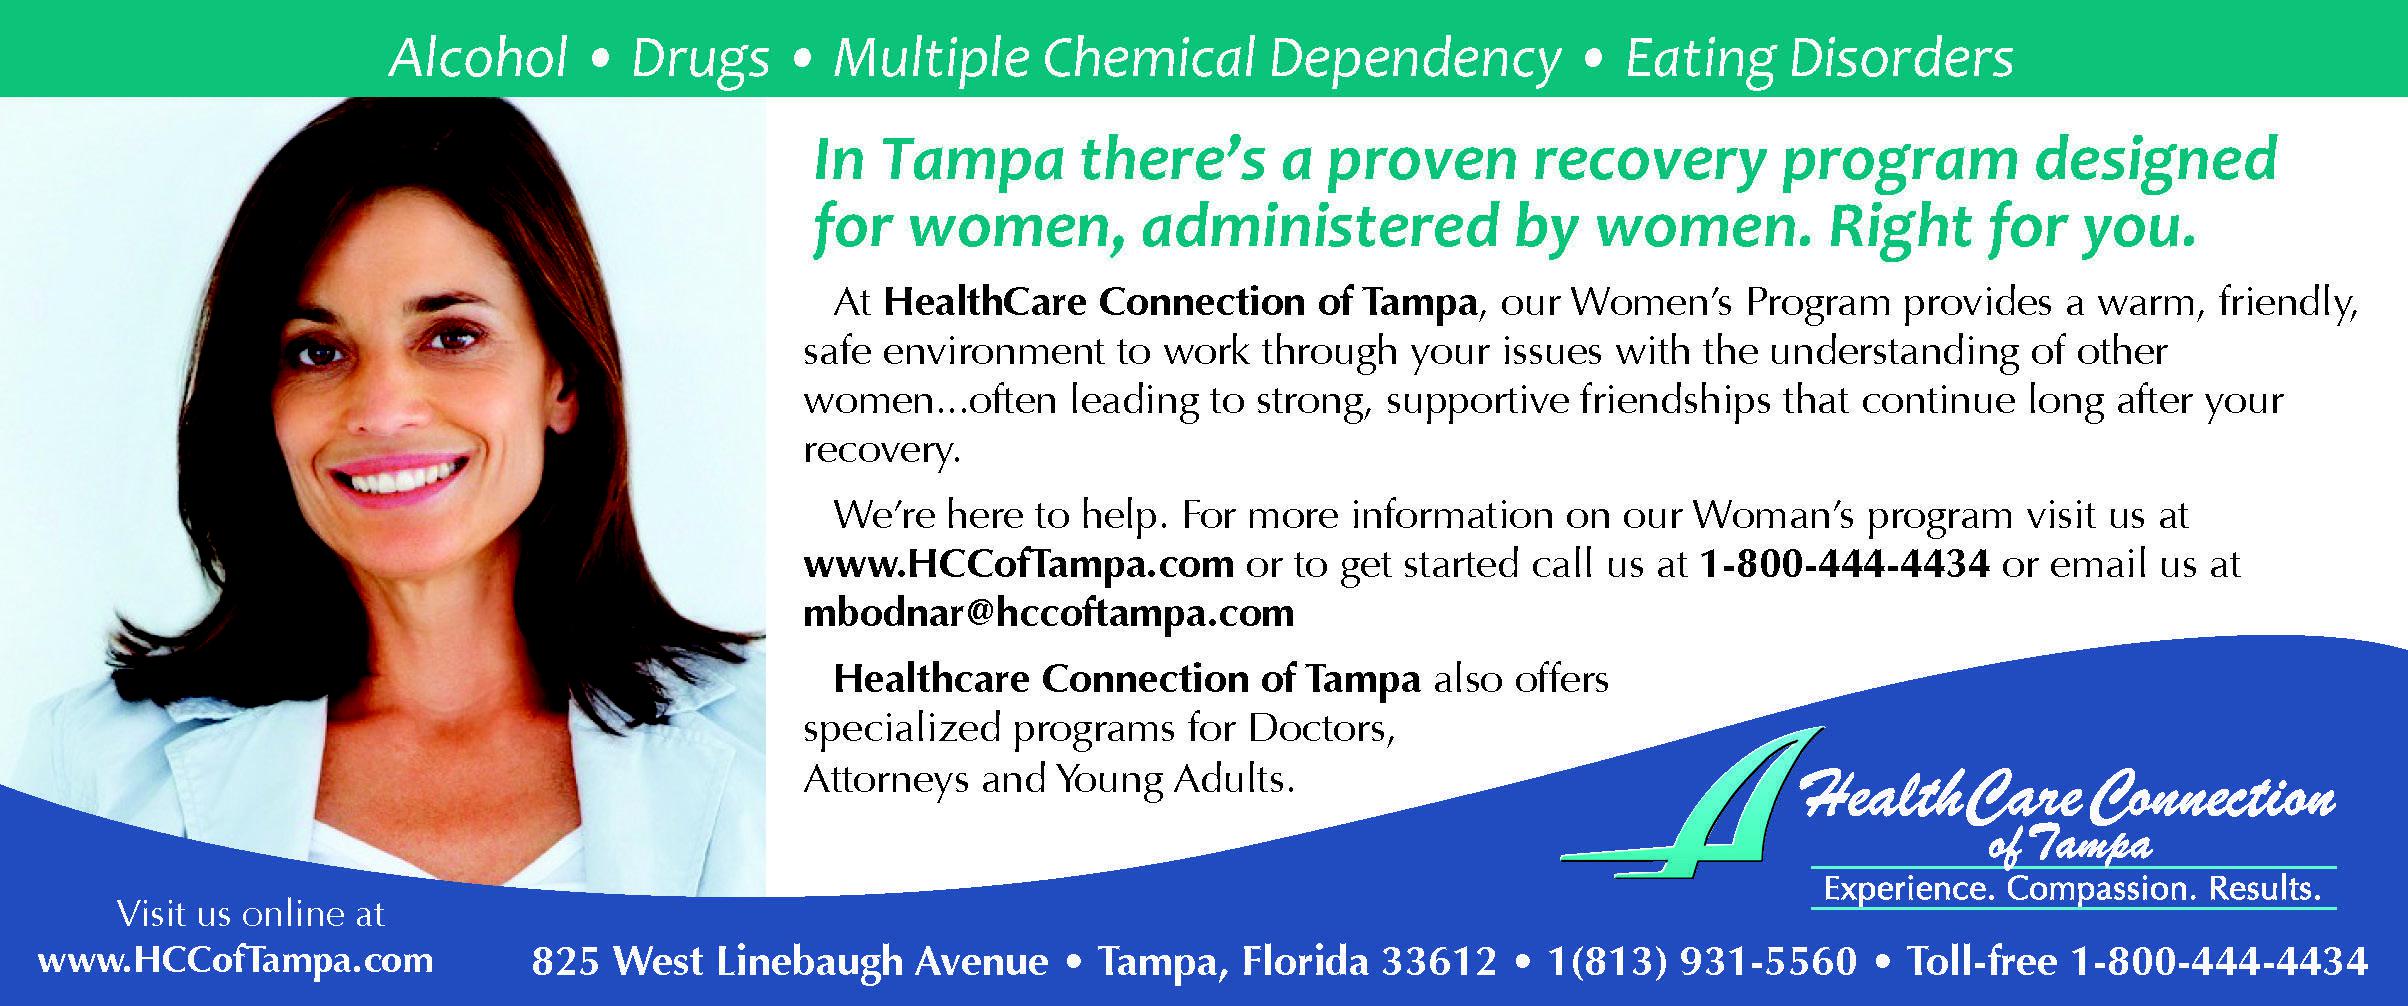 Alcohol • Drugs • Multiple Chemical Dependency • Eating Disorders
In Tampa there's a proven recovery program designed
for women, administered by women. Right for you.
At HealthCare Connection of Tampa, our Women's Program provides a warm, friendly,
safe environment to work through your issues with the understanding of other
women...often leading to strong, supportive friendships that continue long after your
recovery.
We're here to help. For more information on our Woman's program visit us at
www.HCCofTampa.com or to get started call us at 1-800-444-4434 or email us at
mbodnar@hccoftampa.com
Healthcare Connection of Tampa also offers
specialized programs for Doctors,
Attorneys and Young Adults.
HealthCare Connection
of Tampa
Experience. Compassion. Results.
Visit us online at
www.HCCofTampa.com
825 West Linebaugh Avenue • Tampa, Florida 33612 • 1(813) 931-5560 • Toll-free 1-800-444-4434